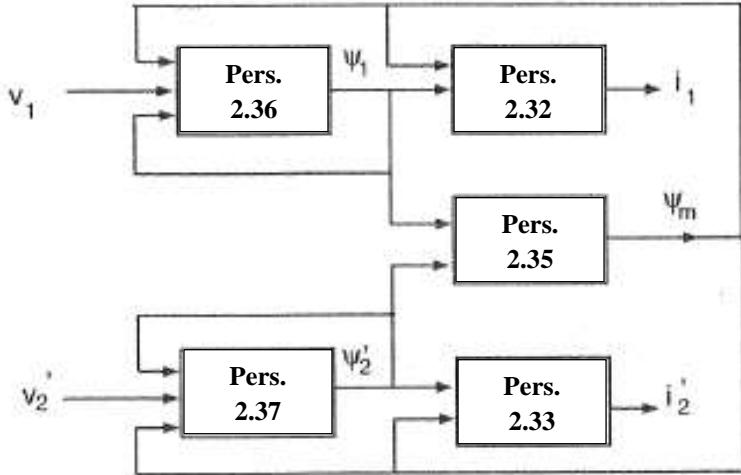 Pers.
2.36
ψ₁
Pers.
2.32
v₁
i₁
Pers.
2.35
ψₘ
Pers.
2.37
ψ₂'
Pers.
2.33
v₂'
i₂'